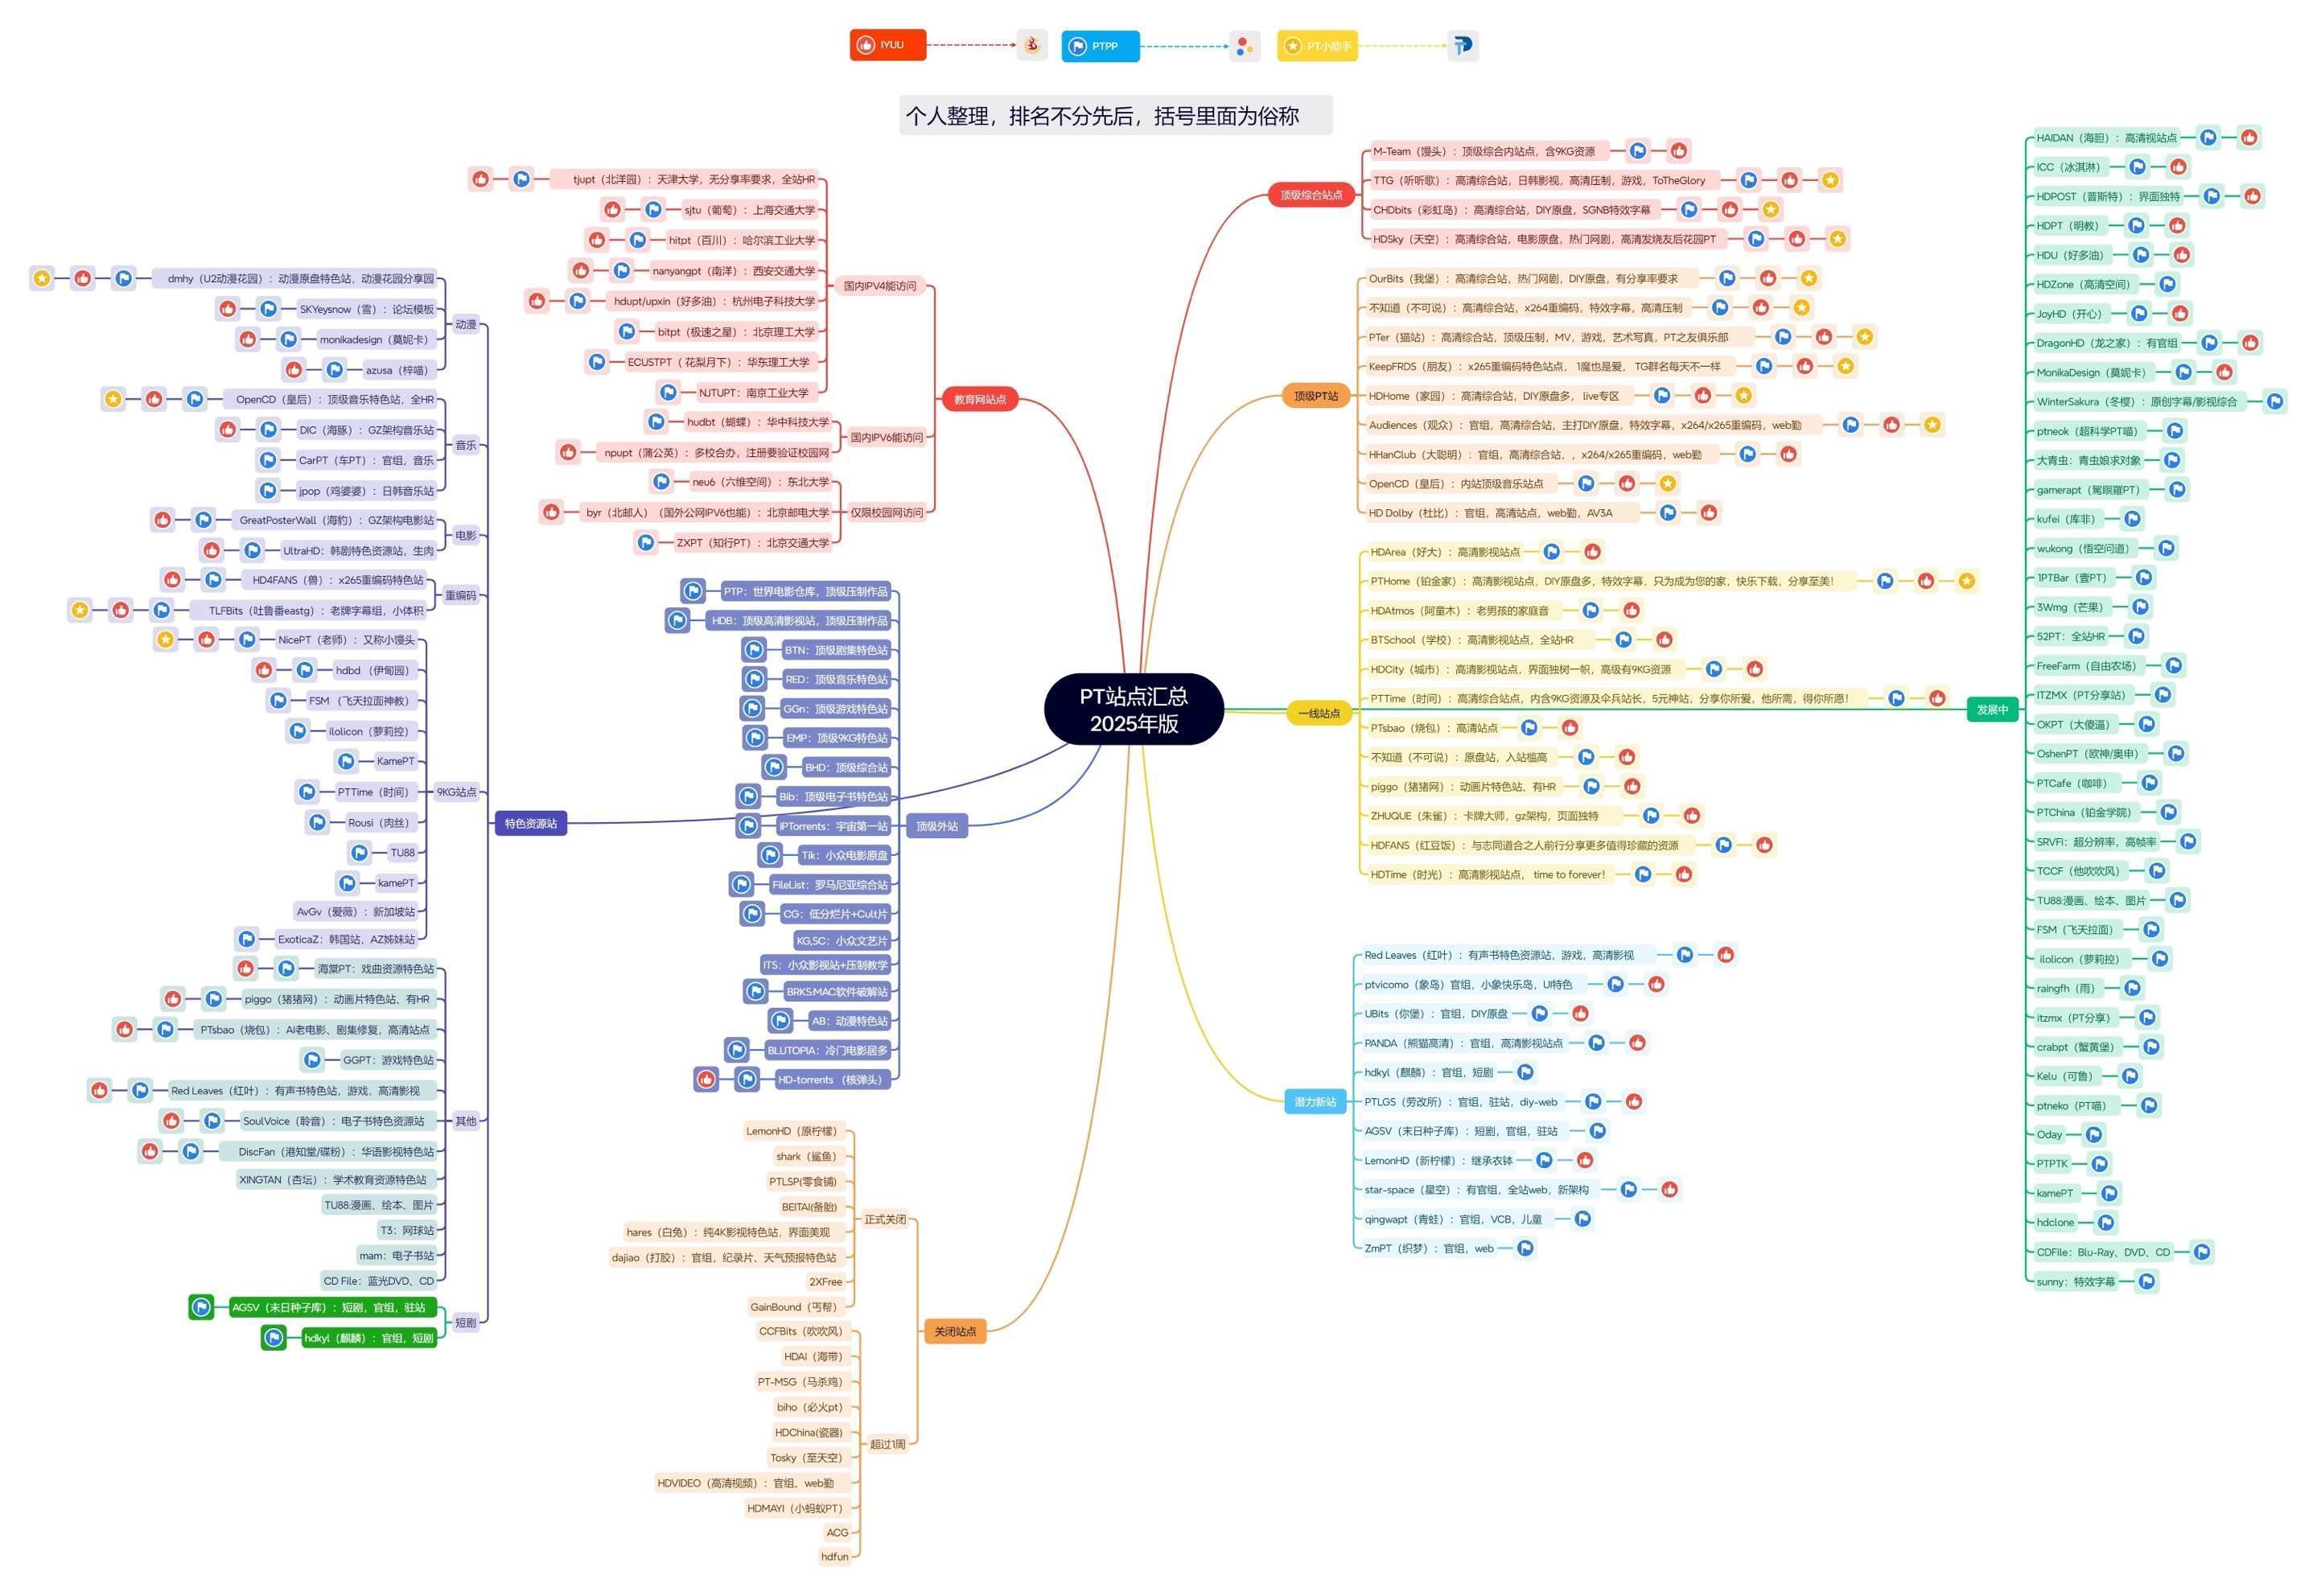 IYUU
PTPP
PT小助手
个人整理，排名不分先后，括号里面为俗称
PT站点汇总
2025年版
顶级综合站点
M-Team（馒头）：顶级综合内站点，含9KG资源
TTG（听听歌）：高清综合站，日韩影视，高清压制，游戏，ToTheGlory
CHDbits（彩虹岛）：高清综合站，DIY原盘，SGNB特效字幕
HDSky（天空）：高清综合站，电影原盘，热门网剧，高清发烧友后花园PT
顶级PT站
OurBits（我堡）：高清综合站，热门网剧，DIY原盘，有分享率要求
不知道（不可说）：高清综合站，x264重编码，特效字幕，高清压制
PTer（猫站）：高清综合站，顶级压制，MV，游戏，艺术写真，PT之友俱乐部
KeepFRDS（朋友）：x265重编码特色站点， 1魔也是爱， TG群名每天不一样
HDHome（家园）：高清综合站，DIY原盘多， live专区
Audiences（观众）：官组，高清综合站，主打DIY原盘，特效字幕，x264/x265重编码，web勤
HHanClub（大聪明）：官组，高清综合站，，x264/x265重编码，web勤
OpenCD（皇后）：内站顶级音乐站点
HD Dolby（杜比）：官组，高清站点，web勤，AV3A
一线站点
HDArea（好大）：高清影视站点
PTHome（铂金家）：高清影视站点，DIY原盘多，特效字幕，只为成为您的家，快乐下载，分享至美！
HDAtmos（阿童木）：老男孩的家庭音
BTSchool（学校）：高清影视站点，全站HR
HDCity（城市）：高清影视站点，界面独树一帜，高级有9KG资源
PTTime（时间）：高清综合站点，内含9KG资源及伞兵站长，5元神站，分享你所爱，他所需，得你所愿！
PTsbao（烧包）：高清站点
不知道（不可说）：原盘站，入站槛高
piggo（猪猪网）：动画片特色站、有HR
ZHUQUE（朱雀）：卡牌大师，gz架构，页面独特
HDFANS（红豆饭）：与志同道合之人前行分享更多值得珍藏的资源
HDTime（时光）：高清影视站点， time to forever！
潜力新站
Red Leaves（红叶）：有声书特色资源站，游戏，高清影视
ptvicomo（象岛）官组，小象快乐岛，UI特色
UBits（你堡）：官组，DIY原盘
PANDA（熊猫高清）：官组，高清影视站点
hdkyl（麒麟）：官组，短剧
PTLGS（劳改所）：官组，驻站，diy-web
AGSV（末日种子库）：短剧，官组，驻站
LemonHD（新柠檬）：继承衣钵
star-space（星空）：有官组，全站web，新架构
qingwapt（青蛙）：官组，VCB，儿童
ZmPT（织梦）：官组，web
发展中
HAIDAN（海胆）：高清视站点
ICC（冰淇淋）
HDPOST（普斯特）：界面独特
HDPT（明教）
HDU（好多油）
HDZone（高清空间）
JoyHD（开心）
DragonHD（龙之家）：有官组
MonikaDesign（莫妮卡）
WinterSakura（冬樱）：原创字幕/影视综合
ptneok（超科学PT喵）
大青虫：青虫娘求对象
gamerapt（駕瞑羅PT）
kufei（库非）
wukong（悟空问道）
1PTBar（壹PT）
3Wmg（芒果）
52PT：全站HR
FreeFarm（自由农场）
ITZMX（PT分享站）
OKPT（大傻逼）
OshenPT（欧神/奥申）
PTCafe（咖啡）
PTChina（铂金学院）
SRVFI：超分辨率，高帧率
TCCF（他吹吹风）
TU88:漫画、绘本、图片
FSM（飞天拉面）
ilolicon（萝莉控）
raingfh（雨）
itzmx（PT分享）
crabpt（蟹黄堡）
Kelu（可鲁）
ptneko（PT喵）
Oday
PTPTK
kamePT
hdclone
CDFile：Blu-Ray、DVD、CD
sunny：特效字幕
教育网站点
国内IPV4能访问
tjupt（北洋园）：天津大学，无分享率要求，全站HR
sjtu（葡萄）：上海交通大学
hitpt（百川）：哈尔滨工业大学
nanyangpt（南洋）：西安交通大学
hdupt/upxin（好多油）：杭州电子科技大学
bitpt（极速之星）：北京理工大学
ECUSTPT（ 花梨月下）：华东理工大学
NJTUPT：南京工业大学
国内IPV6能访问
hudbt（蝴蝶）：华中科技大学
npupt（蒲公英）：多校合办，注册要验证校园网
仅限校园网访问
neu6（六维空间）：东北大学
byr（北邮人）（国外公网IPV6也能）：北京邮电大学
ZXPT（知行PT）：北京交通大学
顶级外站
PTP：世界电影仓库，顶级压制作品
HDB：顶级高清影视站，顶级压制作品
BTN：顶级剧集特色站
RED：顶级音乐特色站
GGn：顶级游戏特色站
EMP：顶级9KG特色站
BHD：顶级综合站
Bib：顶级电子书特色站
IPTorrents：宇宙第一站
Tik：小众电影原盘
FileList：罗马尼亚综合站
CG：低分烂片+Cult片
KG,SC：小众文艺片
ITS：小众影视站+压制教学
BRKS:MAC软件破解站
AB：动漫特色站
BLUTOPIA：冷门电影居多
HD-torrents （核弹头）
关闭站点
正式关闭
LemonHD（原柠檬）
shark（鲨鱼）
PTLSP(零食铺)
BEITAI(备胎)
hares（白兔）：纯4K影视特色站，界面美观
dajiao（打胶）：官组，纪录片、天气预报特色站
2XFree
GainBound（丐帮）
超过1周
CCFBits（吹吹风）
HDAI（海带）
PT-MSG（马杀鸡）
biho（必火pt）
HDChina(瓷器)
Tosky（至天空）
HDVIDEO（高清视频）：官组、web勤
HDMAYI（小蚂蚁PT）
ACG
hdfun
特色资源站
动漫
dmhy（U2动漫花园）：动漫原盘特色站，动漫花园分享园
SKYeysnow（雪）：论坛模板
monikadesign（莫妮卡）
azusa（梓喵）
音乐
OpenCD（皇后）：顶级音乐特色站，全HR
DIC（海豚）：GZ架构音乐站
CarPT（车PT）：官组，音乐
jpop（鸡婆婆）：日韩音乐站
电影
GreatPosterWall（海豹）：GZ架构电影站
UltraHD：韩剧特色资源站，生肉
重编码
HD4FANS（兽）：x265重编码特色站
TLFBits（吐鲁番eastg）：老牌字幕组，小体积
9KG站点
NicePT（老师）：又称小馒头
hdbd （伊甸园）
FSM （飞天拉面神教）
ilolicon（萝莉控）
KamePT
PTTime（时间）
Rousi（肉丝）
TU88
kamePT
AvGv（爱薇）：新加坡站
ExoticaZ：韩国站，AZ姊妹站
其他
海棠PT：戏曲资源特色站
piggo（猪猪网）：动画片特色站、有HR
PTsbao（烧包）：AI老电影、剧集修复，高清站点
GGPT：游戏特色站
Red Leaves（红叶）：有声书特色站，游戏，高清影视
SoulVoice（聆音）：电子书特色资源站
DiscFan（港知堂/碟粉）：华语影视特色站
XINGTAN（杏坛）：学术教育资源特色站
TU88:漫画、绘本、图片
T3：网球站
mam：电子书站
CD File：蓝光DVD、CD
短剧
AGSV（末日种子库）：短剧，官组，驻站
hdkyl（麒麟）：官组，短剧